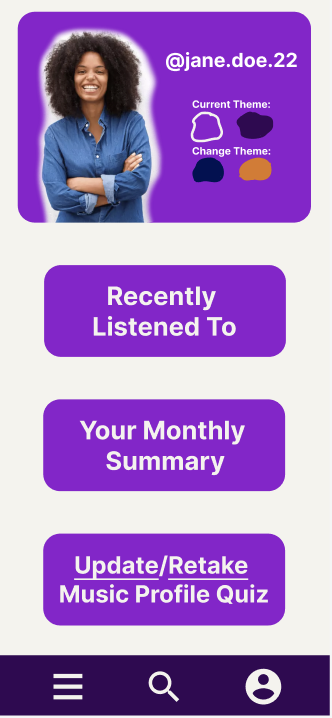 @jane.doe.22
Current Theme:
Change Theme:
Recently
Listened To
Your Monthly
Summary
Update/Retake
Music Profile Quiz